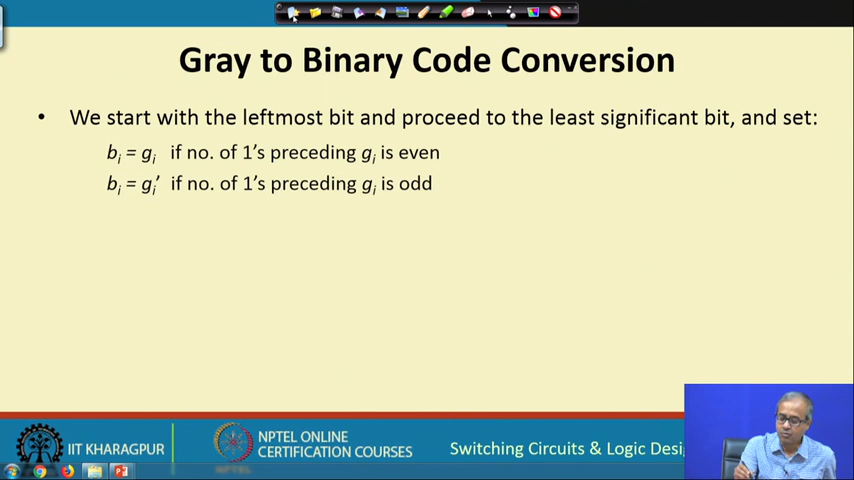 Gray to Binary Code Conversion
• We start with the leftmost bit and proceed to the least significant bit, and set:
bi = gi if no. of 1's preceding gi is even
bi = gi' if no. of 1's preceding gi is odd
IIT KHARAGPUR
NPTEL ONLINE
CERTIFICATION COURSES
NPTEL
Switching Circuits & Logic Desi